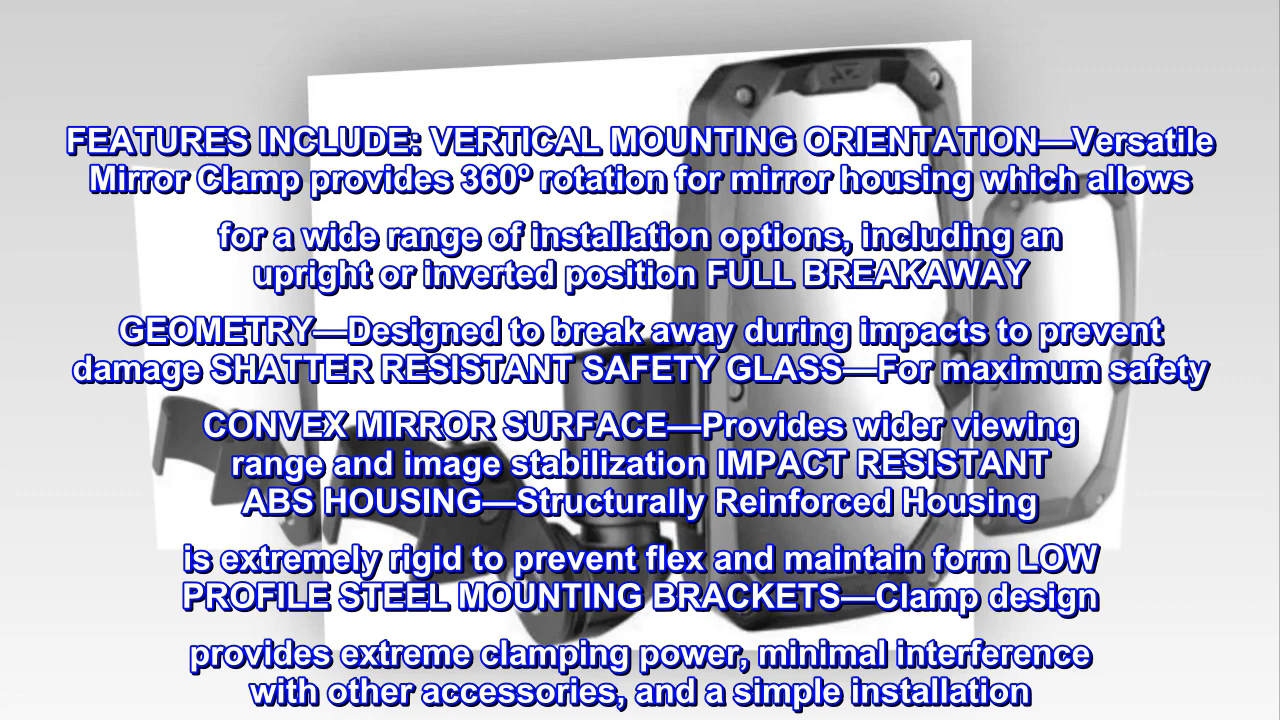 FEATURES INCLUDE: VERTICAL MOUNTING ORIENTATION—Versatile
Mirror Clamp provides 360º rotation for mirror housing which allows
for a wide range of installation options, including an
upright or inverted position FULL BREAKAWAY
GEOMETRY—Designed to break away during impacts to prevent
damage SHATTER RESISTANT SAFETY GLASS—For maximum safety
CONVEX MIRROR SURFACE—Provides wider viewing
range and image stabilization IMPACT RESISTANT
ABS HOUSING—Structurally Reinforced Housing
is extremely rigid to prevent flex and maintain form LOW
PROFILE STEEL MOUNTING BRACKETS—Clamp design
provides extreme clamping power, minimal interference
with other accessories, and a simple installation